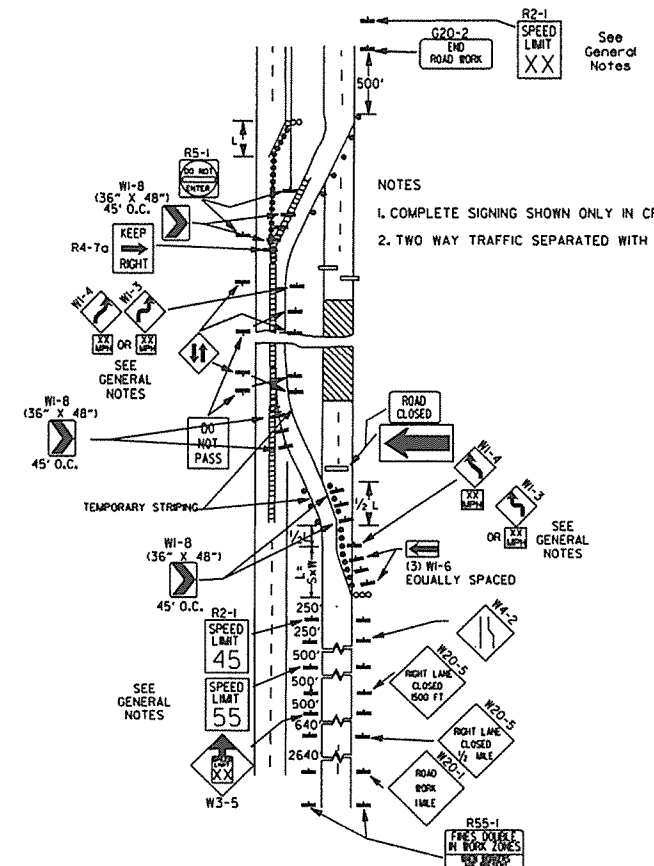 R2-1
SPEED
LIMIT
XX
See
General
Notes
G20-2
END
ROAD WORK
500'
L
R5-1
DO NOT
ENTER
W1-8
(36" X 48")
45' O.C.
KEEP
RIGHT
R4-7a
NOTES
1. COMPLETE SIGNING SHOWN ONLY IN
2. TWO WAY TRAFFIC SEPARATED WITH
W1-4
W1-3
XX
MPH
OR
XX
MPH
SEE
GENERAL
NOTES
W1-8
(36" X 48")
45' O.C.
DO
NOT
PASS
ROAD
CLOSED
W1-4
XX
MPH
W1-3
OR
XX
MPH
SEE
GENERAL
NOTES
½ L
TEMPORARY STRIPING
W1-8
(36" X 48")
45' O.C.
½L
L=
SxW
(3) W1-6
EQUALLY SPACED
R2-1
SPEED
LIMIT
45
250'
250'
500'
500'
500'
640'
2640'
W4-2
SEE
GENERAL
NOTES
SPEED
LIMIT
55
W20-5
RIGHT LANE
CLOSED
1500 FT
W20-5
RIGHT LANE
CLOSED
½ MILE
XX
W3-5
W20-1
ROAD
WORK
1 MILE
R55-1
FINES DOUBLE
IN WORK ZONES